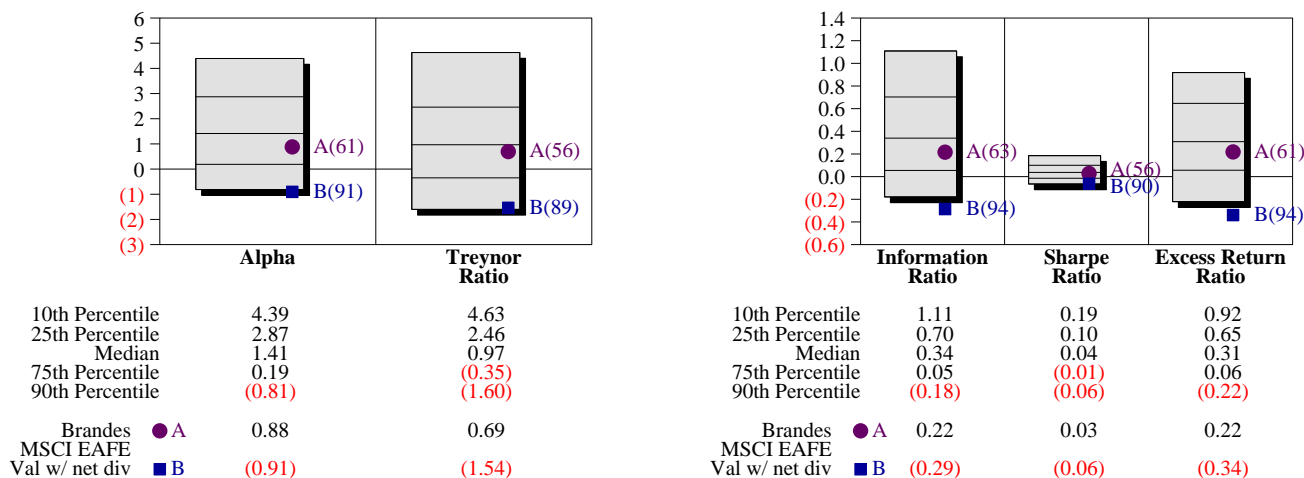 6
5
4
3
2
1
0
(1)
(2)
(3)
A(61)
B(91)
A(56)
B(89)
Alpha
Treynor
Ratio
10th Percentile 4.39 4.63
25th Percentile 2.87 2.46
Median 1.41 0.97
75th Percentile 0.19 (0.35)
90th Percentile (0.81) (1.60)
Brandes A 0.88 0.69
MSCI EAFE
Val w/ net div B (0.91) (1.54)
1.4
1.2
1.0
0.8
0.6
0.4
0.2
0.0
(0.2)
(0.4)
(0.6)
A(63)
B(94)
A(56)
B(90)
A(61)
B(94)
Information
Ratio
Sharpe
Ratio
Excess Return
Ratio
10th Percentile 1.11 0.19 0.92
25th Percentile 0.70 0.10 0.65
Median 0.34 0.04 0.31
75th Percentile 0.05 (0.01) 0.06
90th Percentile (0.18) (0.06) (0.22)
Brandes A 0.22 0.03 0.22
MSCI EAFE
Val w/ net div B (0.29) (0.06) (0.34)